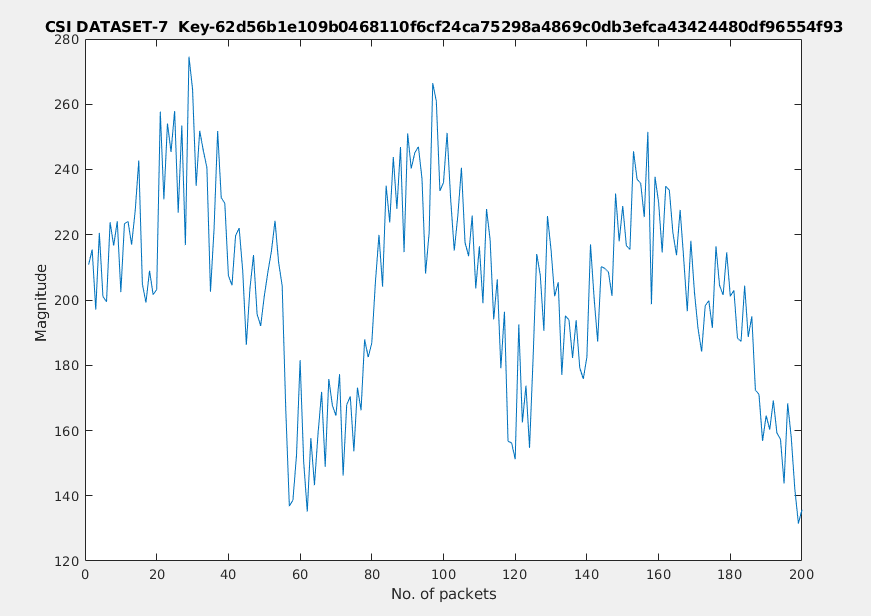 CSI DATASET-7  Key-62d56b1e109b0468110f6cf24ca75298a4869c0db3efca43424480df96554f93
280
260
240
220
200
180
160
140
120
Magnitude
0 20 40 60 80 100 120 140 160 180 200
No. of packets